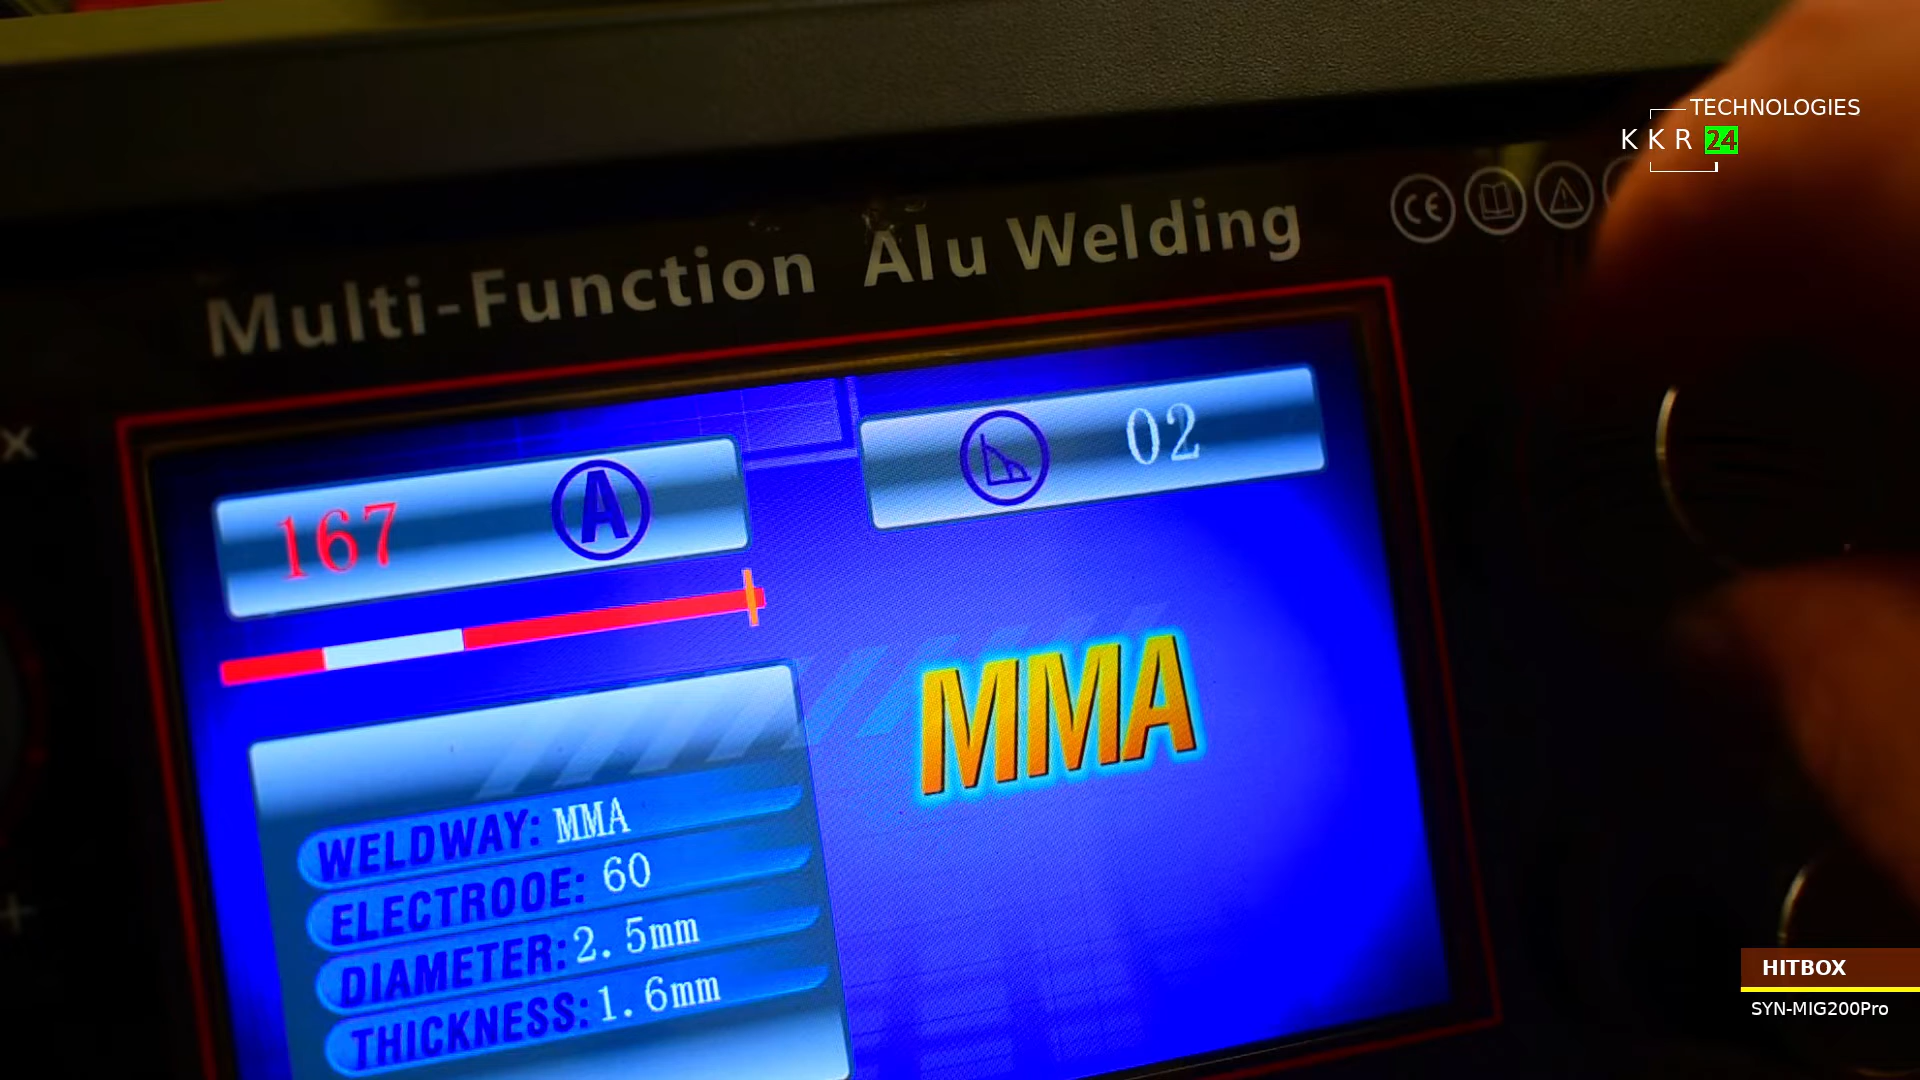 TECHNOLOGIES
KKR 24
CE
Multi-Function Alu Welding
X
167 A
02
MMA
WELDWAY: MMA
ELECTROOE: 60
DIAMETER: 2.5mm
THICKNESS: 1.6mm
+
HITBOX
SYN-MIG200Pro